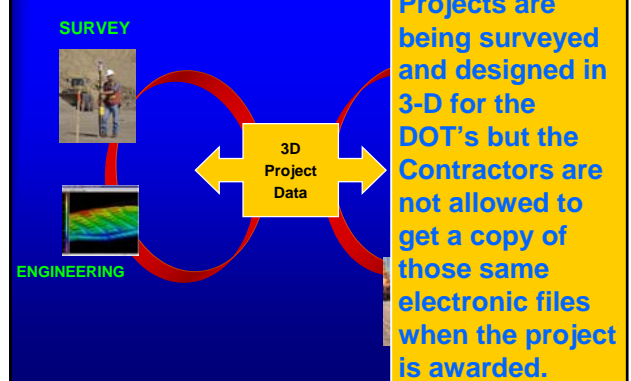 SURVEY
3D
Project
Data
ENGINEERING
Projects are
being surveyed
and designed in
3-D for the
DOT's but the
Contractors are
not allowed to
get a copy of
those same
electronic files
when the project
is awarded.